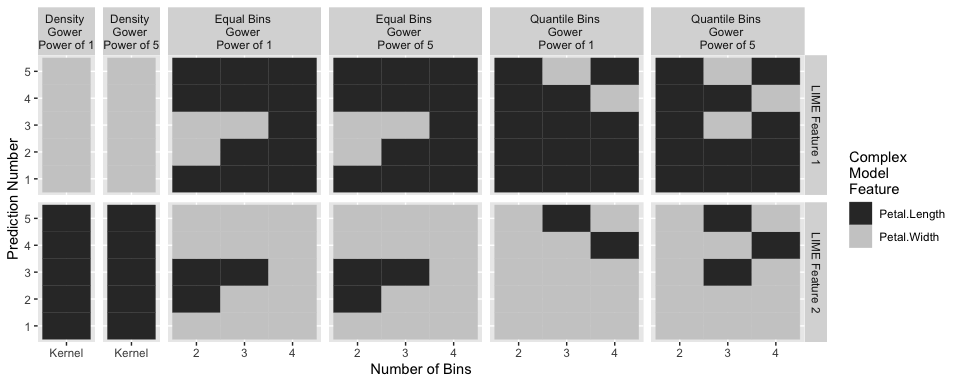 Density
Gower
Power of 1
Density
Gower
Power of 5
Equal Bins
Gower
Power of 1
Equal Bins
Gower
Power of 5
Quantile Bins
Gower
Power of 1
Quantile Bins
Gower
Power of 5
Prediction Number
5
4
3
2
1
LIME Feature 1
5
4
3
2
1
LIME Feature 2
Kernel
Kernel
2
3
4
2
3
4
2
3
4
2
3
4
Number of Bins
Complex
Model
Feature
Petal.Length
Petal.Width